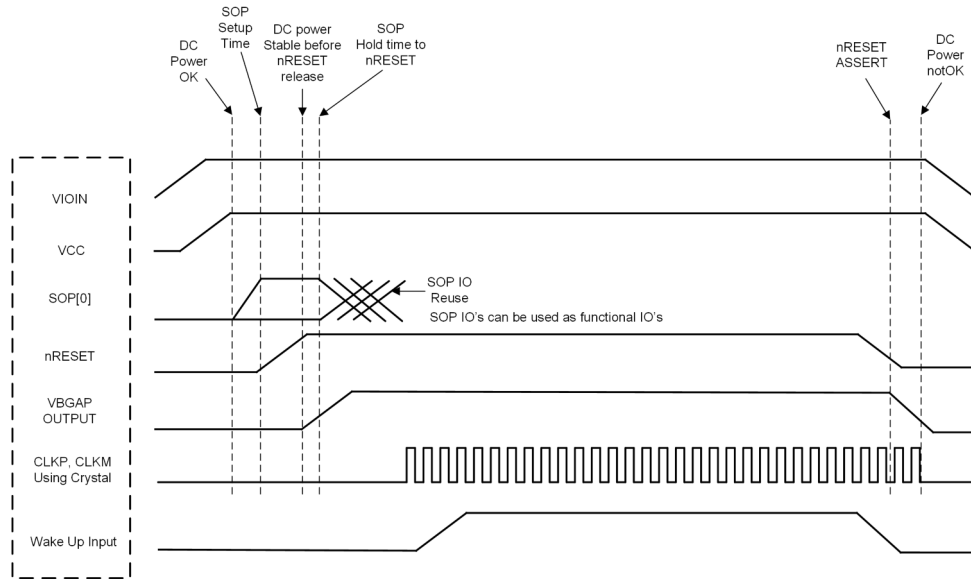 DC
Power
OK
SOP
Setup
Time
DC power
Stable before
nRESET
release
SOP
Hold time to
nRESET
nRESET
ASSERT
DC
Power
notOK
VIOIN
VCC
SOP[0]
SOP IO
Reuse
SOP IO's can be used as functional IO's
nRESET
VBGAP
OUTPUT
CLKP, CLKM
Using Crystal
Wake Up Input